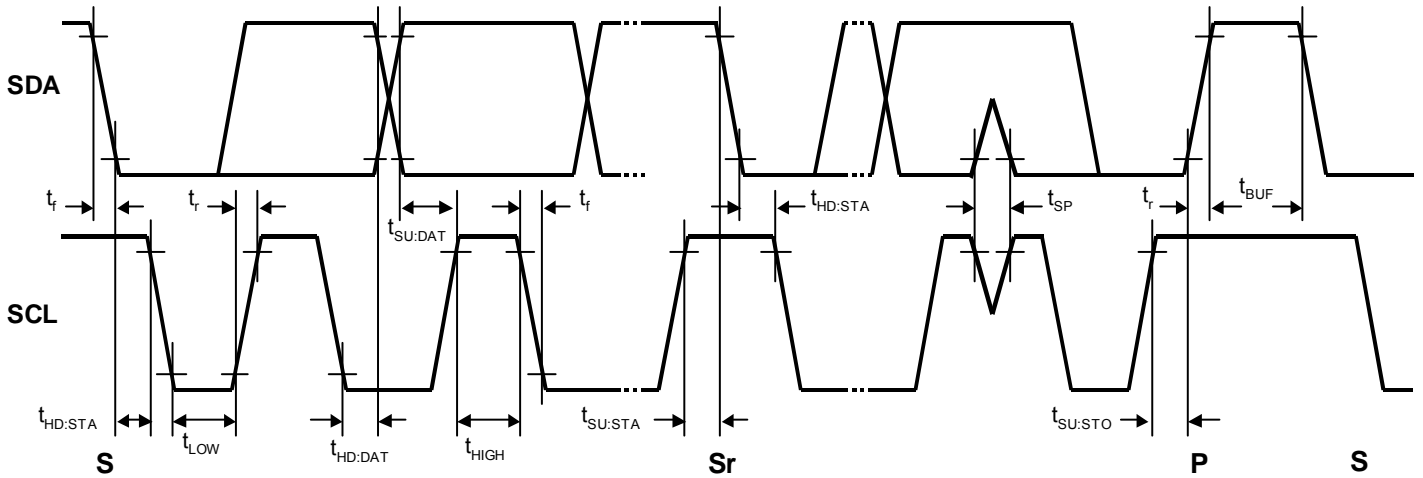 SDA
t_f
t_r
t_SU:DAT
t_f
t_HD:STA
t_SP
t_r
t_BUF
SCL
t_HD:STA
t_LOW
t_HD:DAT
t_HIGH
t_SU:STA
t_SU:STO
S
Sr
P
S